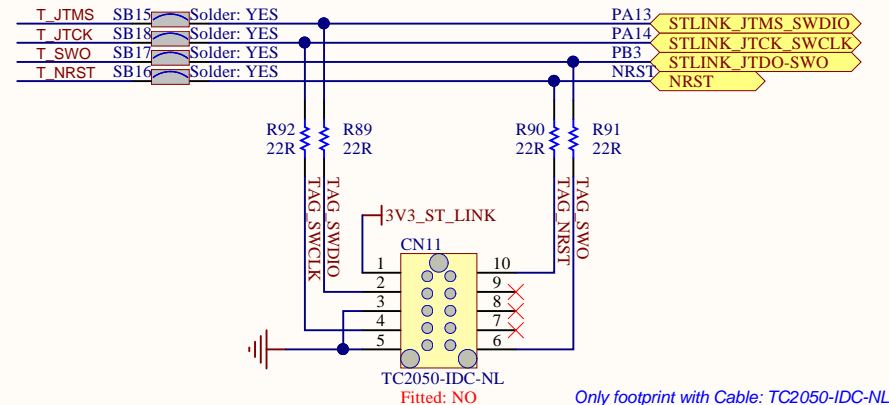 T_JTMS SB15 Solder: YES PA13 STLINK_JTMS_SWDIO
T_JTCK SB18 Solder: YES PA14 STLINK_JTCK_SWCLK
T_SWO SB17 Solder: YES PB3 STLINK_JTDO-SWO
T_NRST SB16 Solder: YES NRST NRST
R92 R89 R90 R91
22R 22R 22R 22R
TAG_SWCLK
TAG_SWDIO
TAG_NRST
TAG_SWO
3V3_ST_LINK
CN11
1 10
2 9
3 8
4 7
5 6
TC2050-IDC-NL
Fitted: NO
Only footprint with Cable: TC2050-IDC-NL